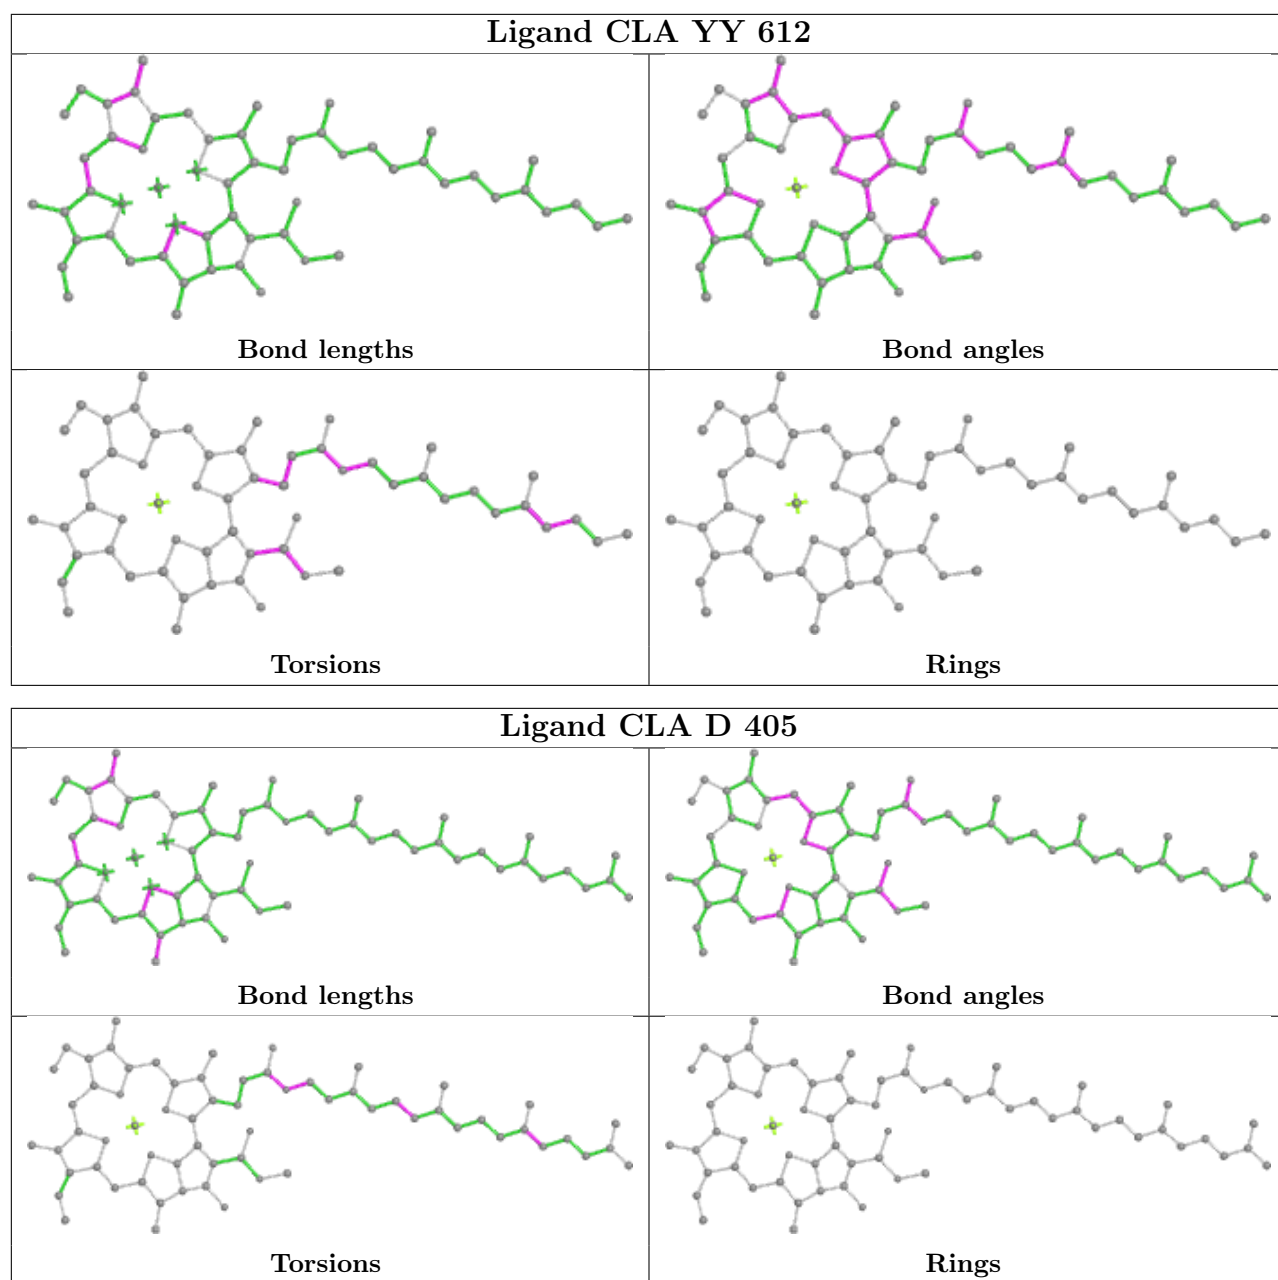 Ligand CLA YY 612
Bond lengths
Bond angles
Torsions
Rings
Ligand CLA D 405
Bond lengths
Bond angles
Torsions
Rings